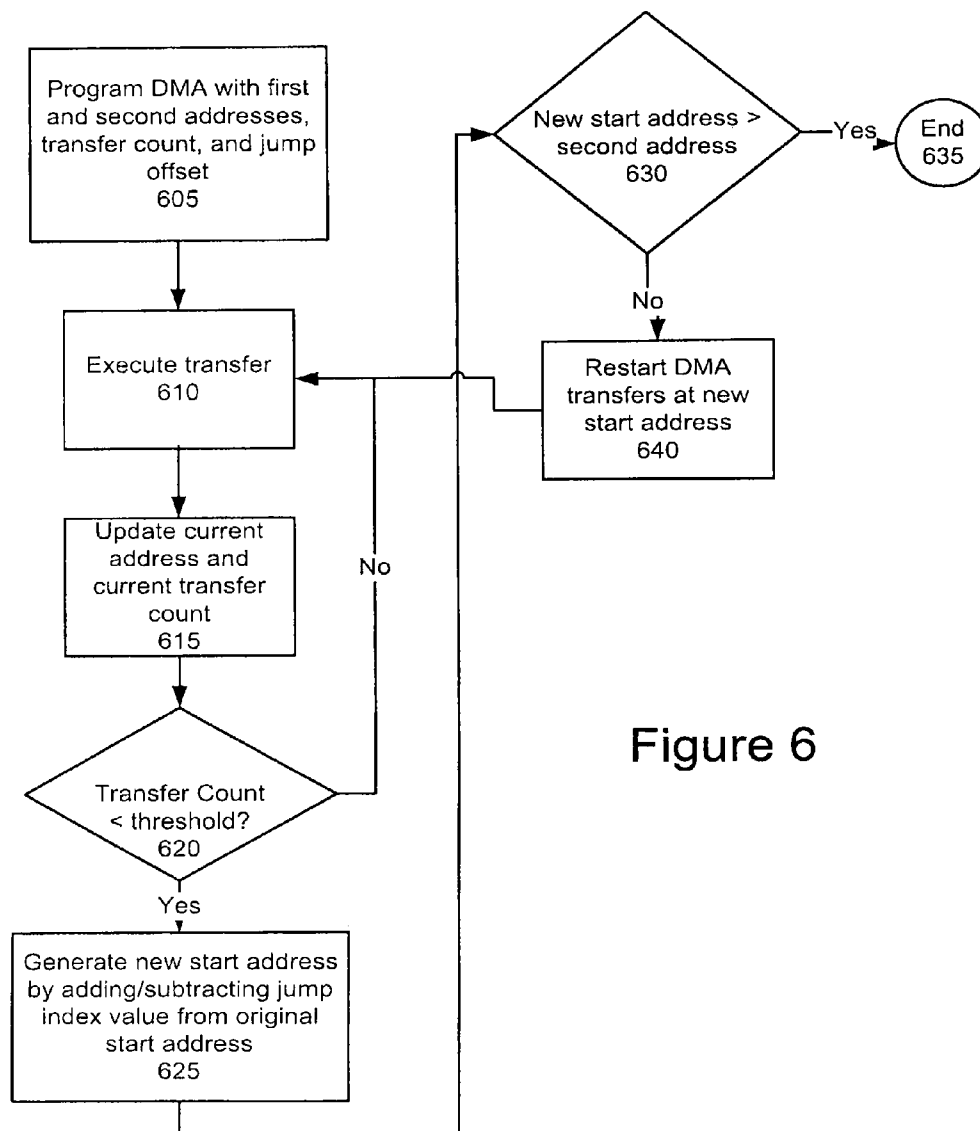 Program DMA with first
and second addresses,
transfer count, and jump
offset
605
Execute transfer
610
Update current
address and
current transfer
count
615
No
Transfer Count
< threshold?
620
Yes
Generate new start address
by adding/subtracting jump
index value from original
start address
625
New start address >
second address
630
Yes
End
635
No
Restart DMA
transfers at new
start address
640
Figure 6